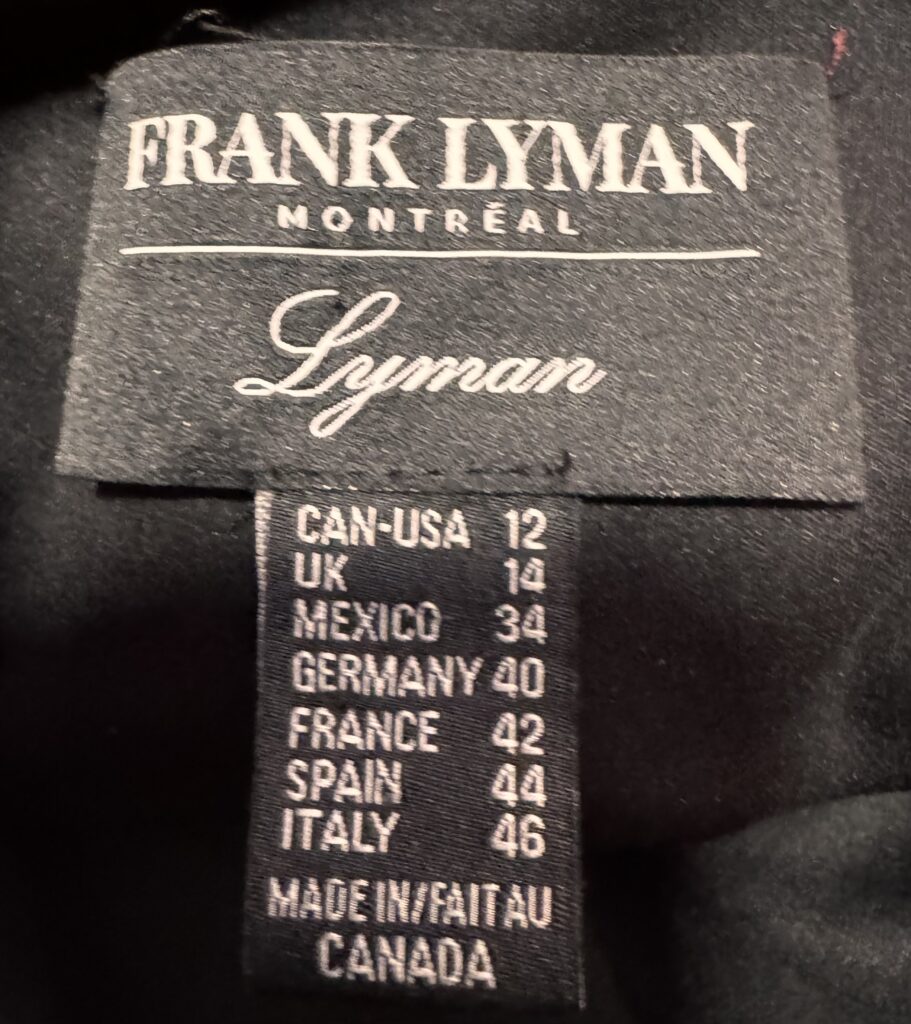 FRANK LYMAN
MONTRÉAL
Lyman
CAN-USA 12
UK 14
MEXICO 34
GERMANY 40
FRANCE 42
SPAIN 44
ITALY 46
MADE IN/FAIT AU
CANADA